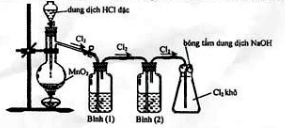 dung dịch HCl đặc
Cl₂
Cl₂
Cl₂
bông tẩm dung dịch NaOH
MnO₂
Cl₂ khô
Bình (1)
Bình (2)